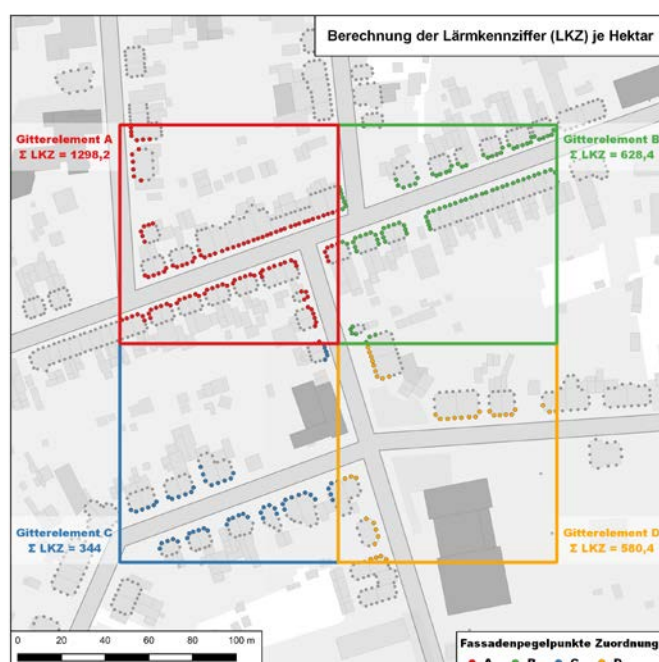 Berechnung der Lärmkennziffer (LKZ) je Hektar
Gitterelement A
Σ LKZ = 1298,2
Gitterelement B
Σ LKZ = 628,4
Gitterelement C
Σ LKZ = 344
Gitterelement D
Σ LKZ = 580,4
0 20 40 60 80 100 m
Fassadenpegelpunkte Zuordnung
A B C D